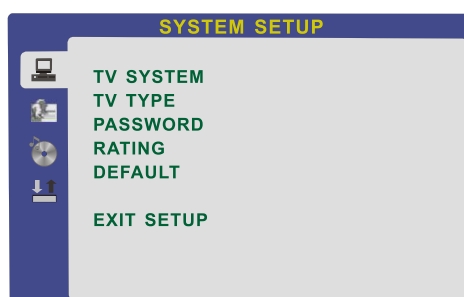 SYSTEM SETUP
TV SYSTEM
TV TYPE
PASSWORD
RATING
DEFAULT
EXIT SETUP